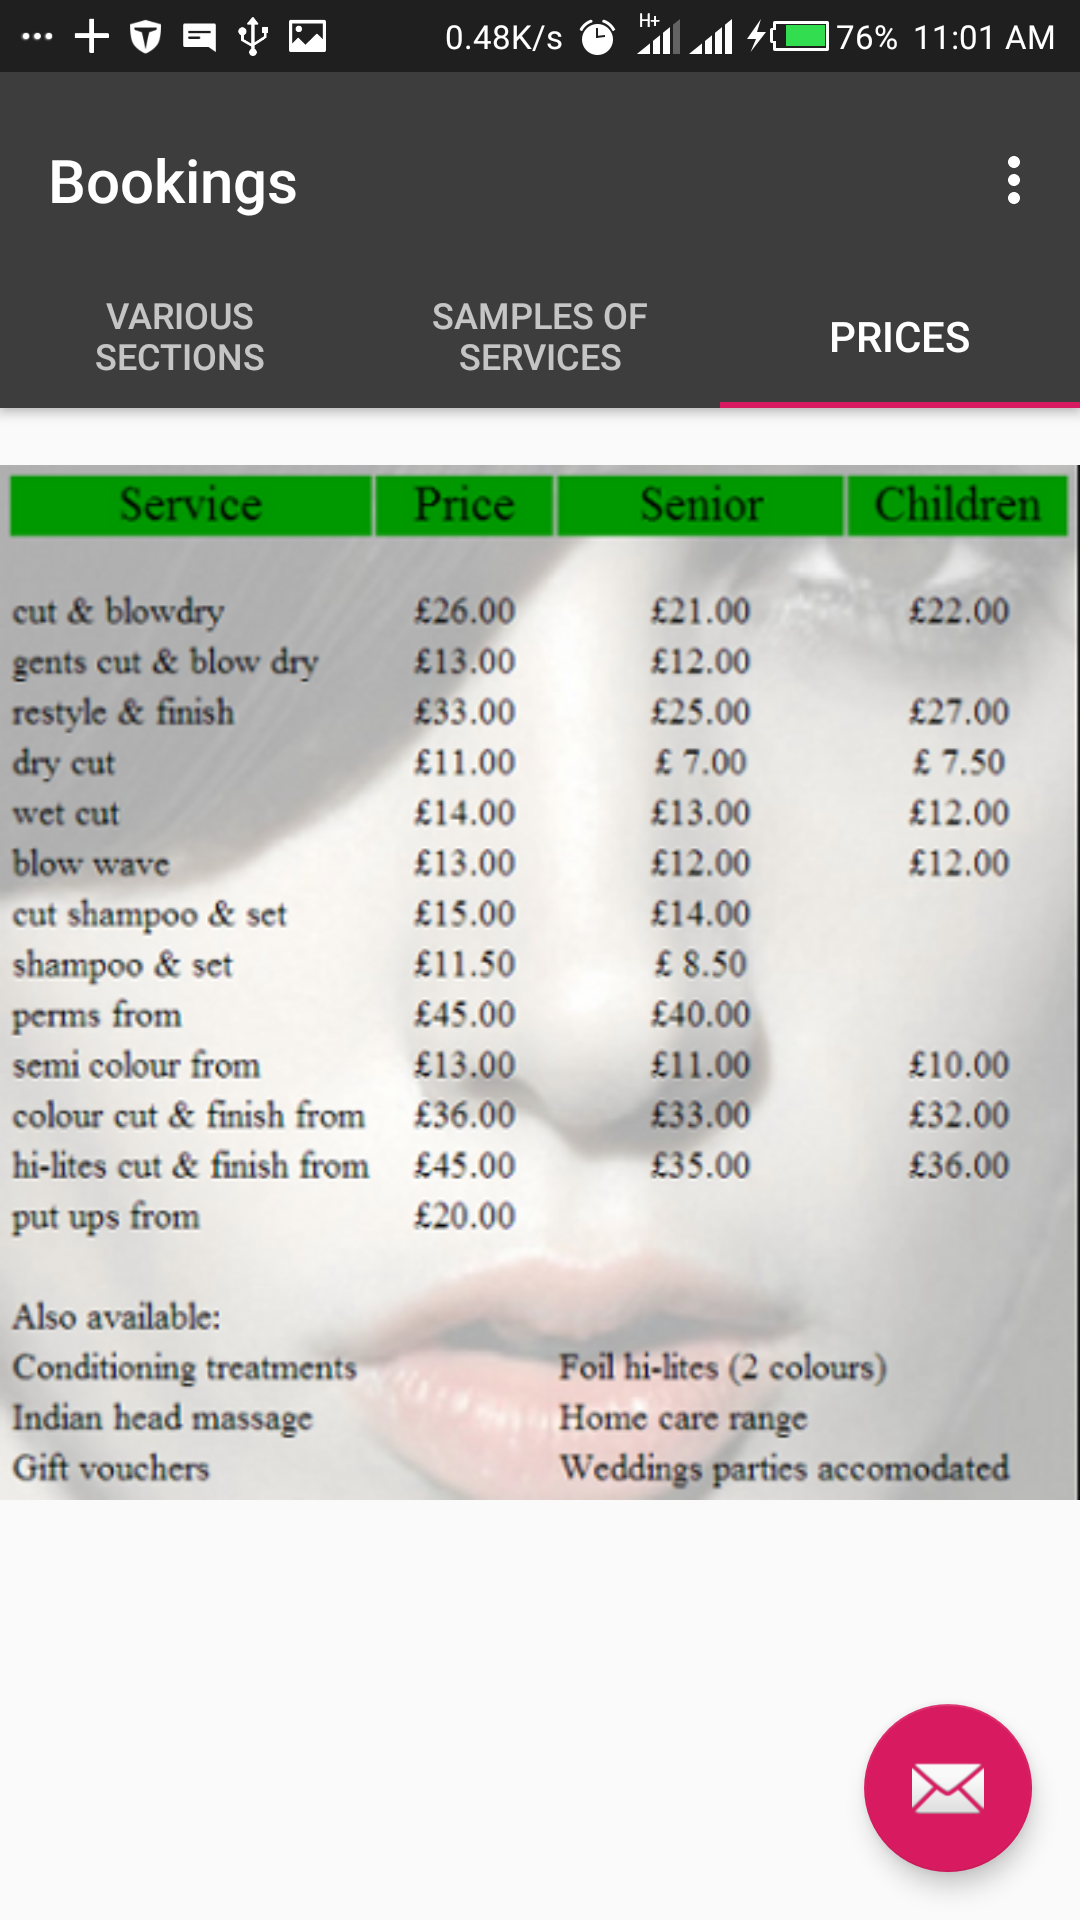 0.48K/s H+ 76% 11:01 AM
Bookings
VARIOUS SECTIONS
SAMPLES OF SERVICES
PRICES
Service Price Senior Children
cut & blowdry £26.00 £21.00 £22.00
gents cut & blow dry £13.00 £12.00
restyle & finish £33.00 £25.00 £27.00
dry cut £11.00 £ 7.00 £ 7.50
wet cut £14.00 £13.00 £12.00
blow wave £13.00 £12.00 £12.00
cut shampoo & set £15.00 £14.00
shampoo & set £11.50 £ 8.50
perms from £45.00 £40.00
semi colour from £13.00 £11.00 £10.00
colour cut & finish from £36.00 £33.00 £32.00
hi-lites cut & finish from £45.00 £35.00 £36.00
put ups from £20.00
Also available:
Conditioning treatments Foil hi-lites (2 colours)
Indian head massage Home care range
Gift vouchers Weddings parties accomodated